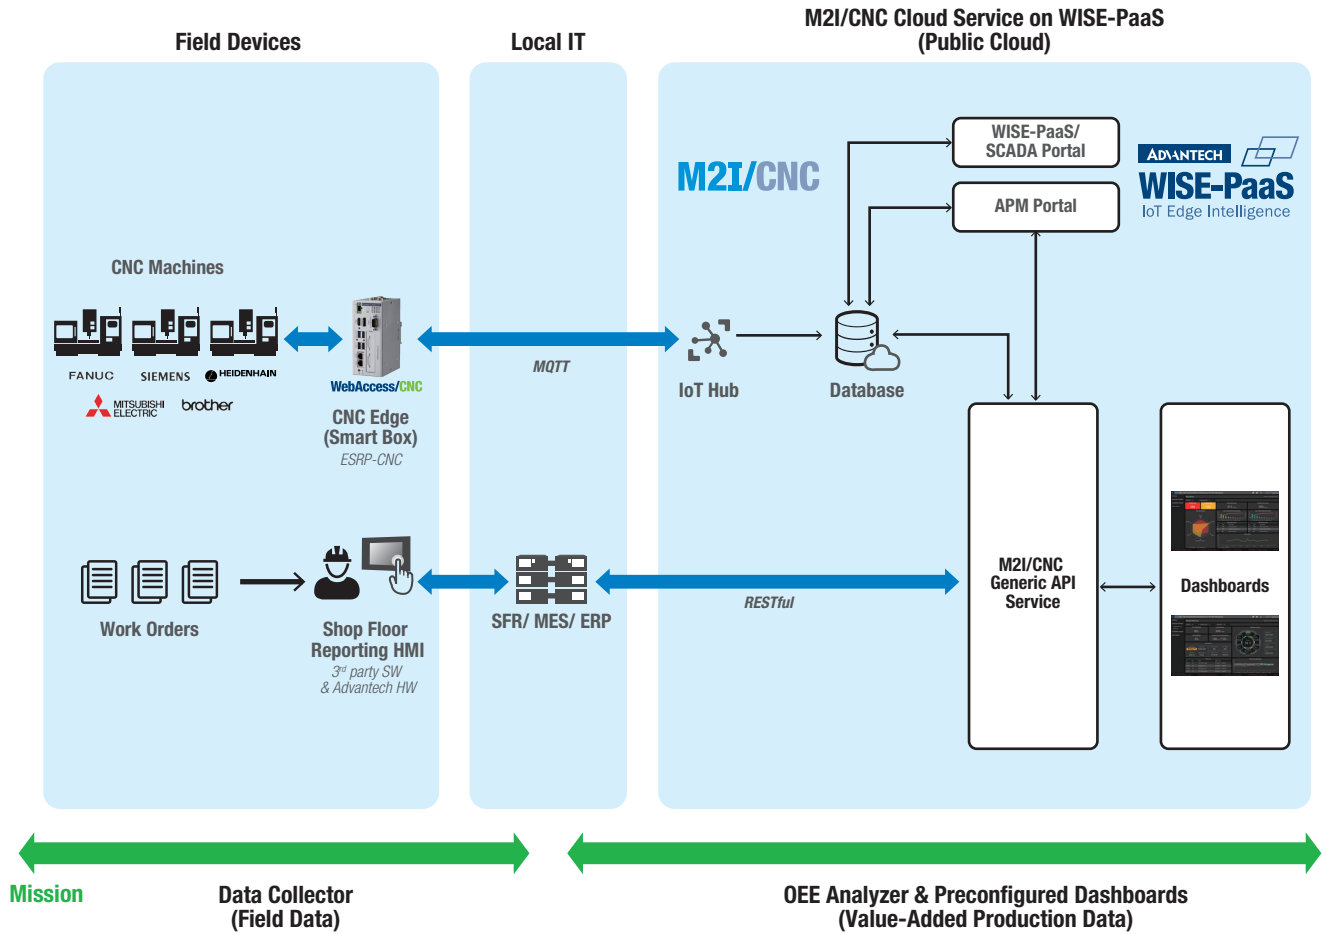 M2I/CNC Cloud Service on WISE-PaaS
(Public Cloud)
Field Devices
Local IT
WISE-PaaS/
SCADA Portal
ADVANTECH
M2I/CNC
WISE-PaaS
IoT Edge Intelligence
APM Portal
CNC Machines
FANUC
SIEMENS
HEIDENHAIN
MITSUBISHI
ELECTRIC
brother
WebAccess/CNC
CNC Edge
(Smart Box)
ESRP-CNC
MQTT
IoT Hub
Database
Work Orders
Shop Floor
Reporting HMI
3rd party SW
& Advantech HW
SFR/ MES/ ERP
RESTful
M2I/CNC
Generic API
Service
Dashboards
Mission
Data Collector
(Field Data)
OEE Analyzer & Preconfigured Dashboards
(Value-Added Production Data)